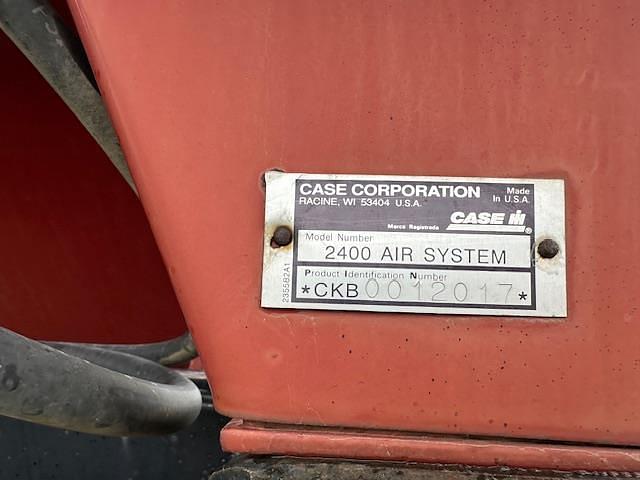 CASE CORPORATION
RACINE, WI 53404 U.S.A.
Made
In U.S.A.
CASE IH
Marca Registrada
Model Number
2400 AIR SYSTEM
Product Identification Number
*CKB0012017*
235582A1